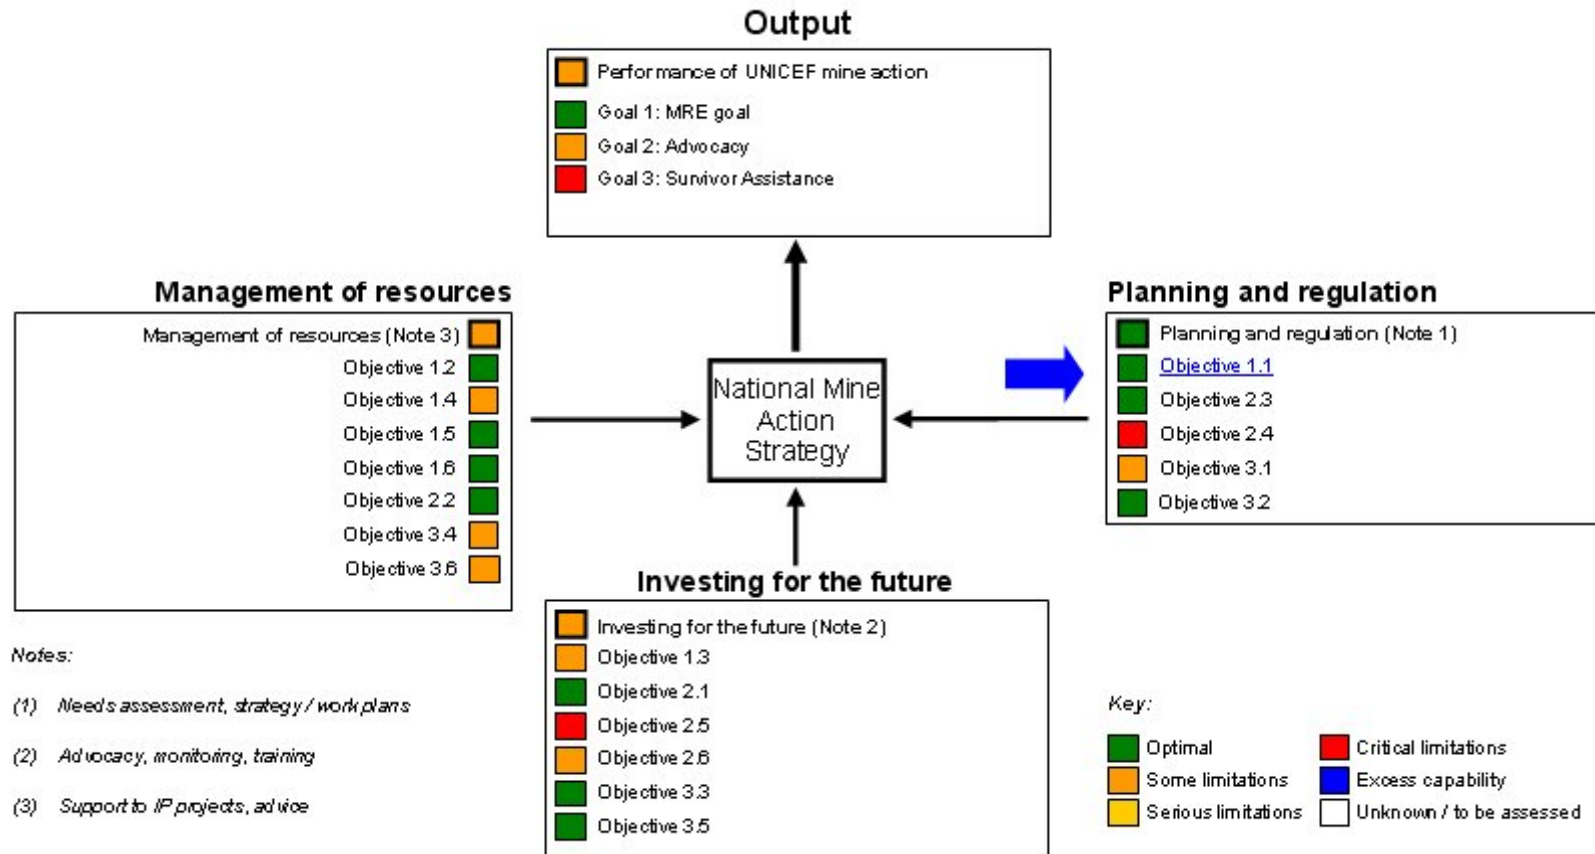 Output
Performance of UNICEF mine action
Goal 1: MRE goal
Goal 2: Advocacy
Goal 3: Survivor Assistance
Management of resources
Management of resources (Note 3)
Objective 1.2
Objective 1.4
Objective 1.5
Objective 1.6
Objective 2.2
Objective 3.4
Objective 3.6
National Mine
Action
Strategy
Planning and regulation
Planning and regulation (Note 1)
Objective 1.1
Objective 2.3
Objective 2.4
Objective 3.1
Objective 3.2
Investing for the future
Investing for the future (Note 2)
Objective 1.3
Objective 2.1
Objective 2.5
Objective 2.6
Objective 3.3
Objective 3.5
Notes:
(1) Needs assessment, strategy / work plans
(2) Advocacy, monitoring, training
(3) Support to IP projects, advice
Key:
Optimal
Some limitations
Serious limitations
Critical limitations
Excess capability
Unknown / to be assessed